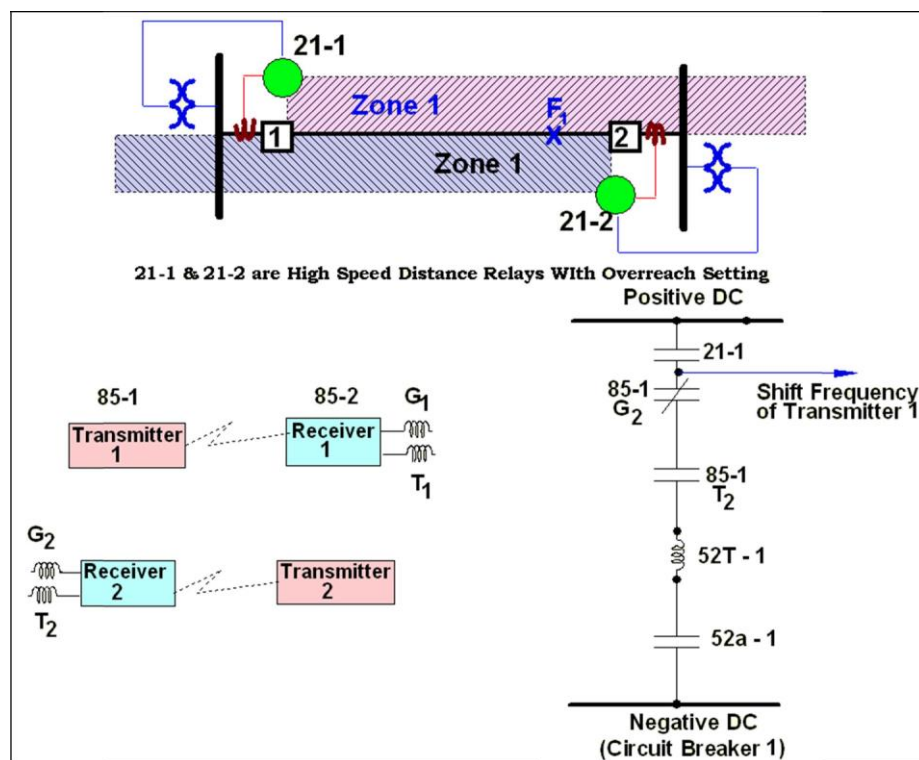 21-1
Zone 1
F1
1
2
Zone 1
21-2
21-1 & 21-2 are High Speed Distance Relays WIth Overreach Setting
Positive DC
21-1
85-1
G2
Shift Frequency
of Transmitter 1
85-1
T2
52T - 1
52a - 1
Negative DC
(Circuit Breaker 1)
85-1
85-2
G1
Transmitter
1
Receiver
1
T1
G2
Receiver
2
Transmitter
2
T2